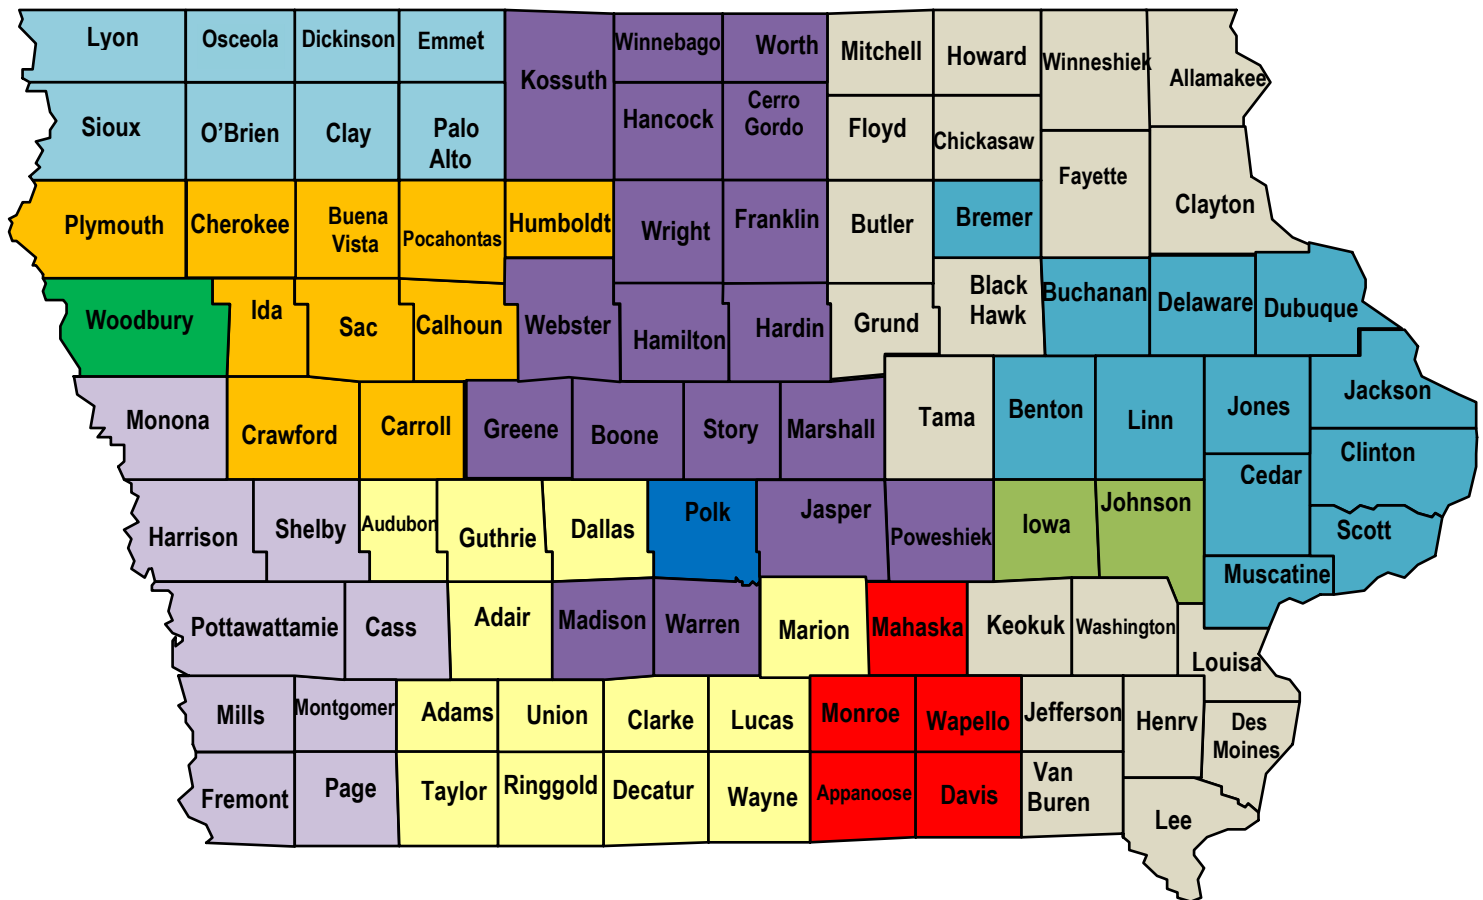 Lyon
Osceola
Dickinson
Emmet
Kossuth
Winnebago
Worth
Mitchell
Howard
Winneshiek
Allamakee
Sioux
O’Brien
Clay
Palo
Alto
Hancock
Cerro
Gordo
Floyd
Chickasaw
Fayette
Clayton
Plymouth
Cherokee
Buena
Vista
Pocahontas
Humboldt
Wright
Franklin
Butler
Bremer
Woodbury
Ida
Sac
Calhoun
Webster
Hamilton
Hardin
Grund
Black
Hawk
Buchanan
Delaware
Dubuque
Monona
Crawford
Carroll
Greene
Boone
Story
Marshall
Tama
Benton
Linn
Jones
Jackson
Clinton
Cedar
Harrison
Shelby
Audubon
Guthrie
Dallas
Polk
Jasper
Poweshiek
Iowa
Johnson
Scott
Muscatine
Pottawattamie
Cass
Adair
Madison
Warren
Marion
Mahaska
Keokuk
Washington
Louisa
Mills
Montgomer
Adams
Union
Clarke
Lucas
Monroe
Wapello
Jefferson
Henry
Des
Moines
Fremont
Page
Taylor
Ringgold
Decatur
Wayne
Appanoose
Davis
Van
Buren
Lee